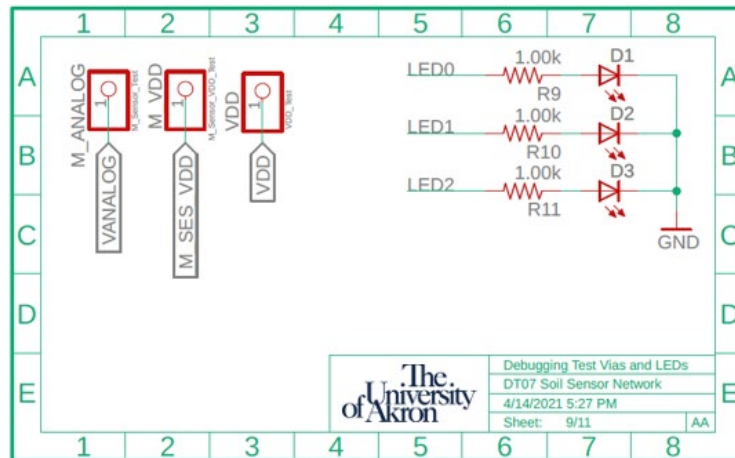 1 2 3 4 5 6 7 8
A
B
C
D
E
A
B
C
D
E
M_ANALOG
1
M_Sensor_Test
VANALOG
M_VDD
1
M_Sensor_VDD_Test
M_SES_VDD
VDD
1
VDD_Test
VDD
LED0
1.00k
R9
D1
LED1
1.00k
R10
D2
LED2
1.00k
R11
D3
GND
The
University
of Akron
Debugging Test Vias and LEDs
DT07 Soil Sensor Network
4/14/2021 5:27 PM
Sheet: 9/11 AA
1 2 3 4 5 6 7 8